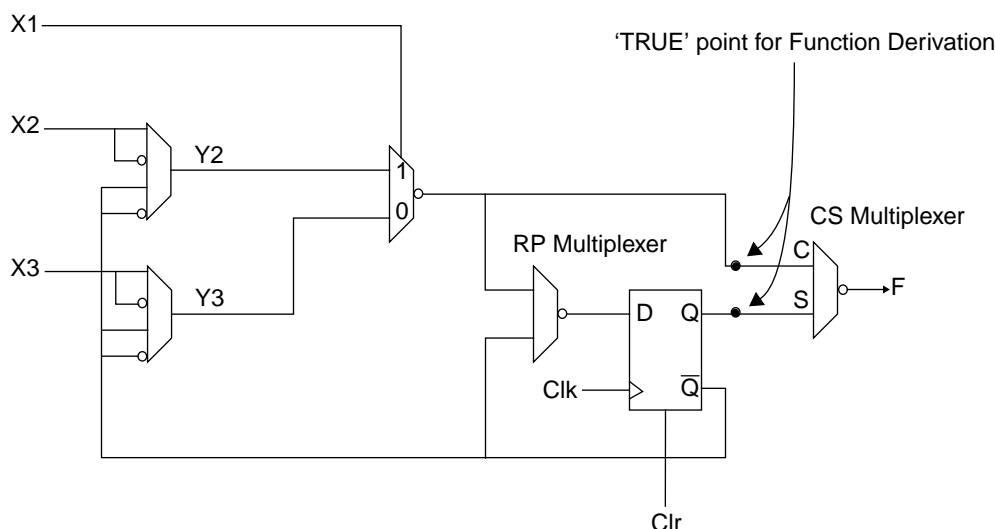 X1
'TRUE' point for Function Derivation
X2
Y2
1
0
CS Multiplexer
RP Multiplexer
C
X3
F
S
Y3
D Q
Clk
Q̅
Clr